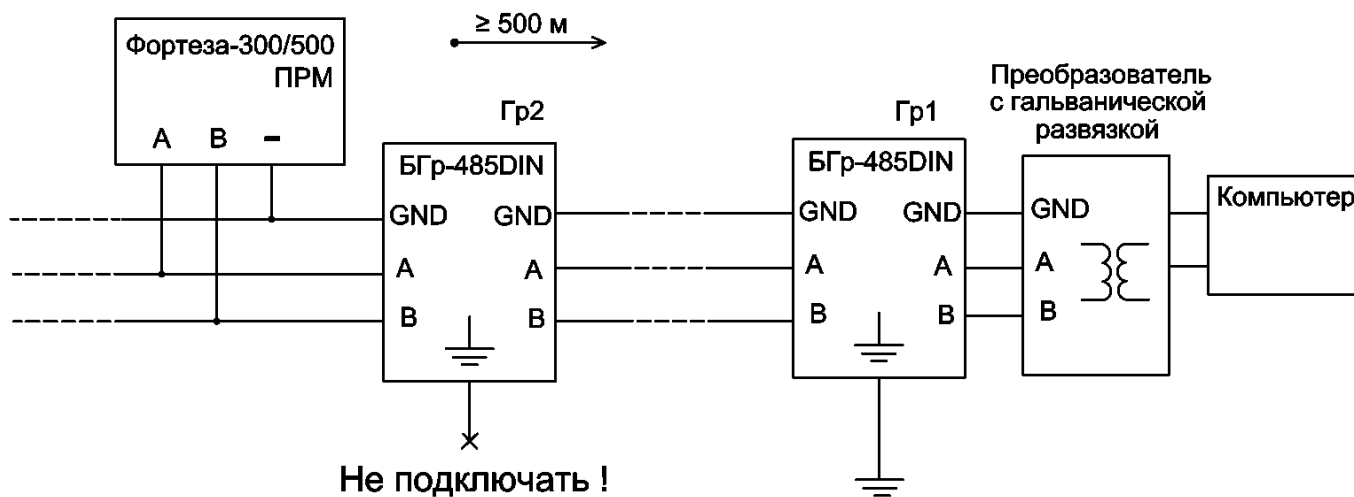 Фортеза-300/500
ПРМ
А В -
≥ 500 м
Гр2
БГр-485DIN
GND GND
А А
В В
Не подключать !
Гр1
БГр-485DIN
GND GND
А А
В В
Преобразователь
с гальванической
развязкой
GND
А
В
Компьютер